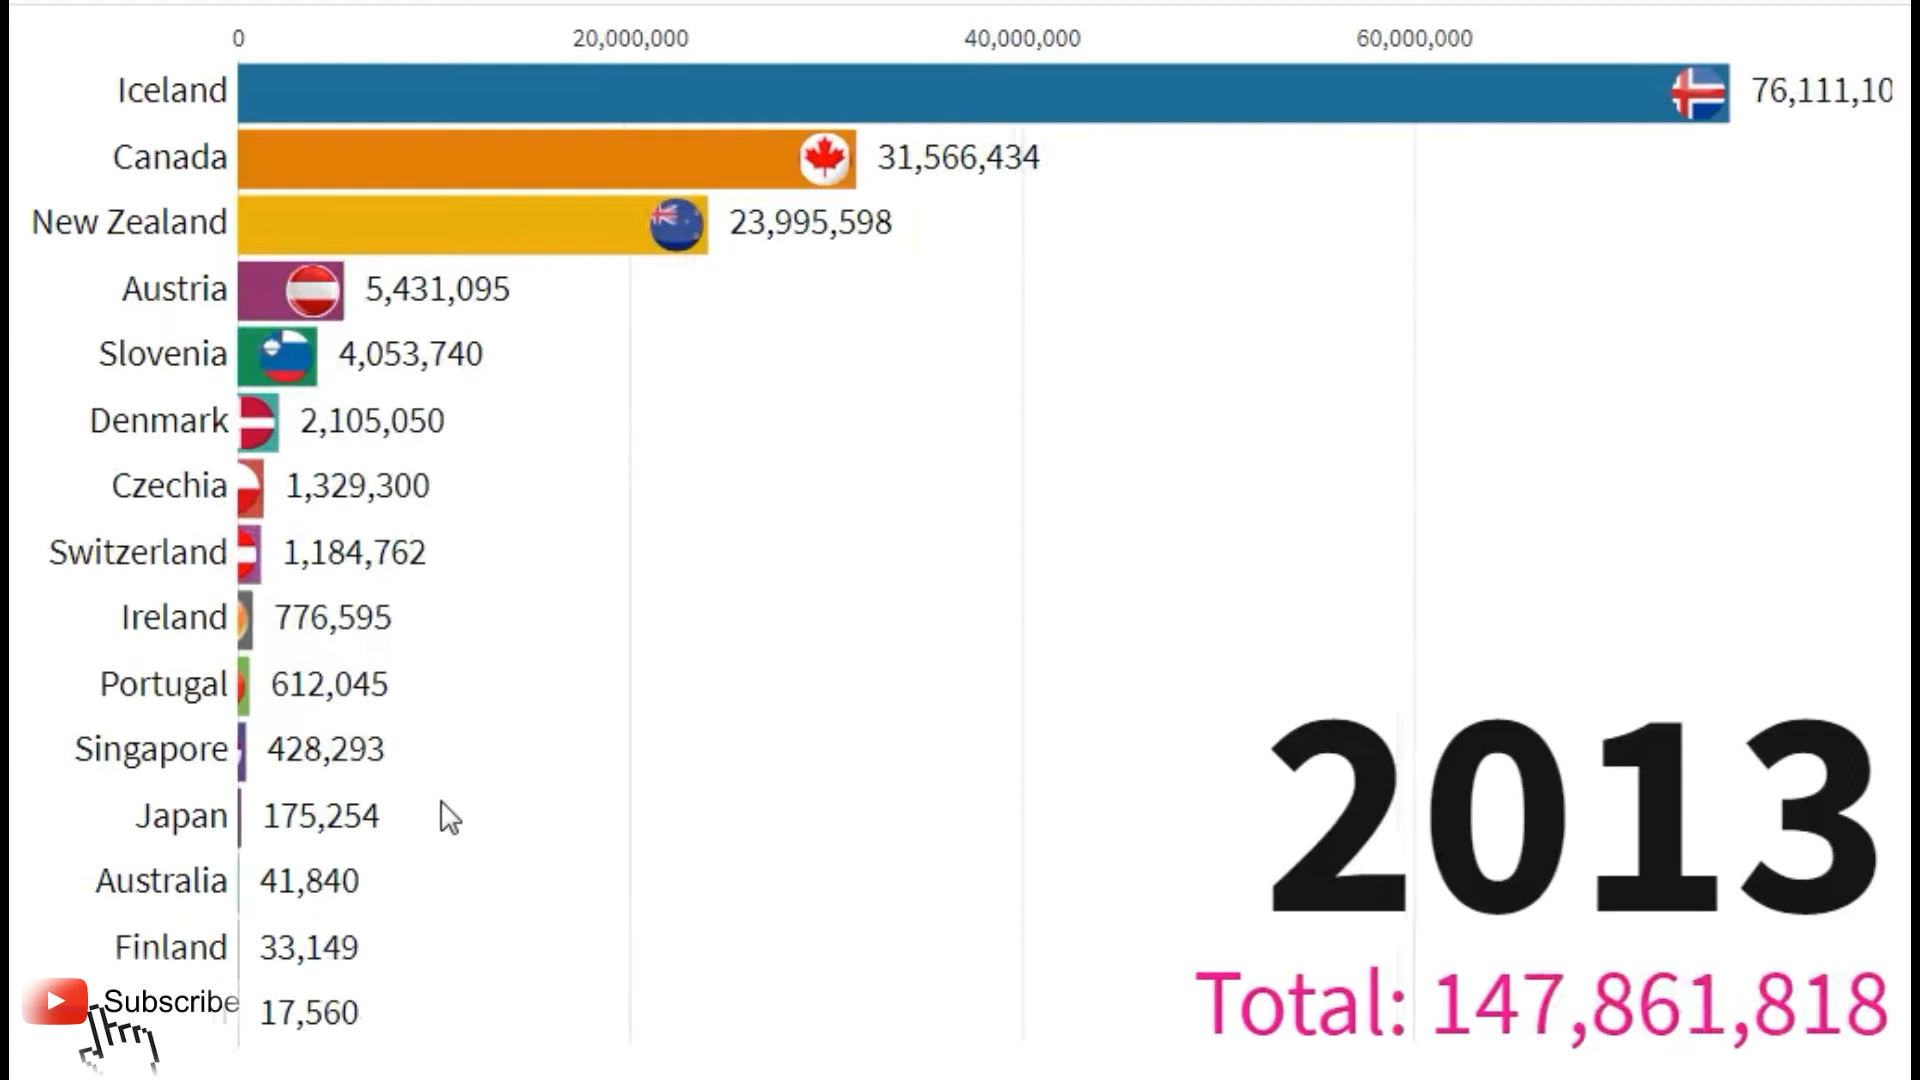 0 20,000,000 40,000,000 60,000,000
Iceland 76,111,10
Canada 31,566,434
New Zealand 23,995,598
Austria 5,431,095
Slovenia 4,053,740
Denmark 2,105,050
Czechia 1,329,300
Switzerland 1,184,762
Ireland 776,595
Portugal 612,045
Singapore 428,293
Japan 175,254
Australia 41,840
Finland 33,149
Subscribe 17,560
2013
Total: 147,861,818